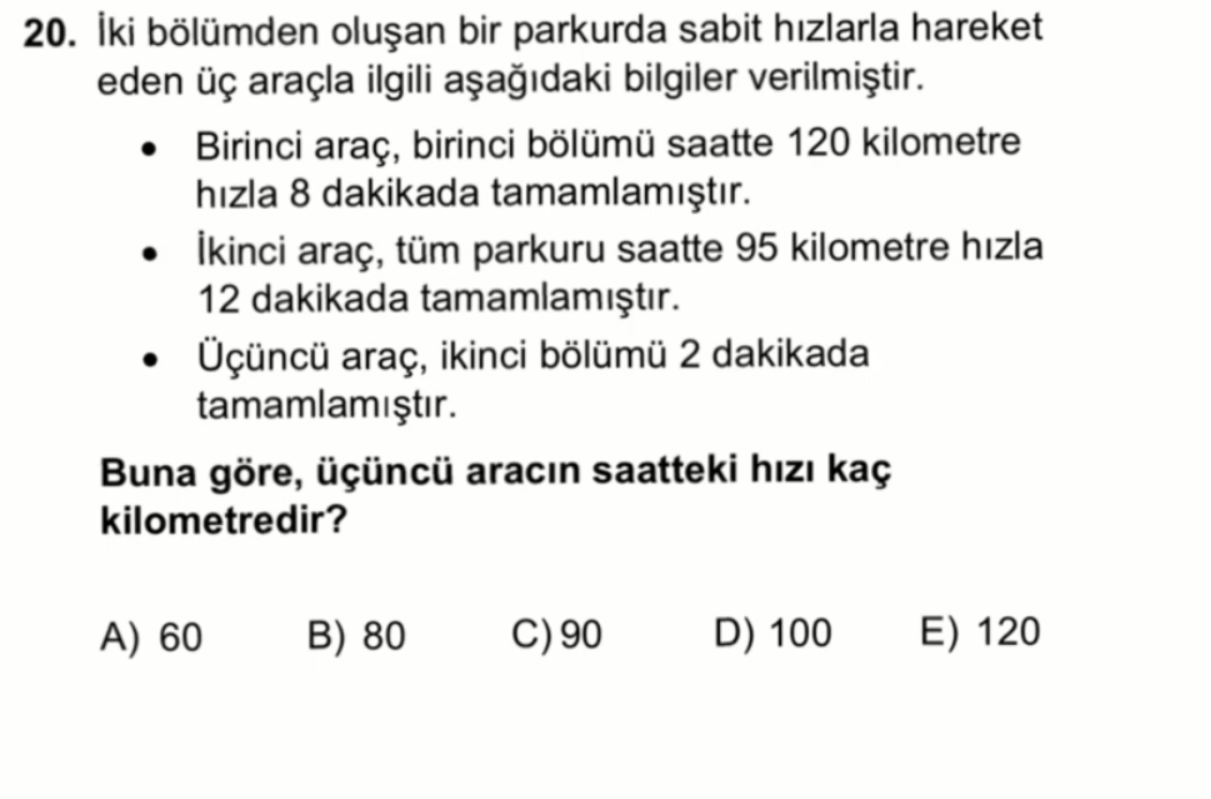 20. İki bölümden oluşan bir parkurda sabit hızlarla hareket
eden üç araçla ilgili aşağıdaki bilgiler verilmiştir.
• Birinci araç, birinci bölümü saatte 120 kilometre
hızla 8 dakikada tamamlamıştır.
• İkinci araç, tüm parkuru saatte 95 kilometre hızla
12 dakikada tamamlamıştır.
• Üçüncü araç, ikinci bölümü 2 dakikada
tamamlamıştır.
Buna göre, üçüncü aracın saatteki hızı kaç
kilometredir?
A) 60 B) 80 C) 90 D) 100 E) 120